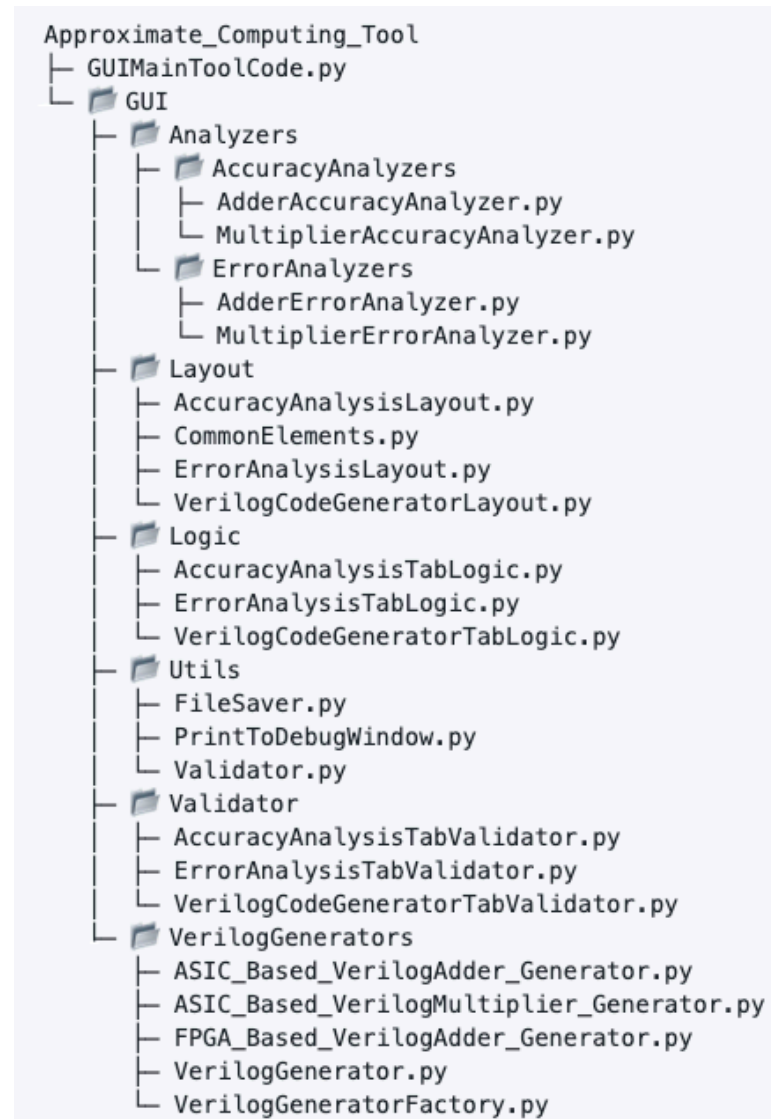 Approximate_Computing_Tool
GUIMainToolCode.py
GUI
Analyzers
AccuracyAnalyzers
AdderAccuracyAnalyzer.py
MultiplierAccuracyAnalyzer.py
ErrorAnalyzers
AdderErrorAnalyzer.py
MultiplierErrorAnalyzer.py
Layout
AccuracyAnalysisLayout.py
CommonElements.py
ErrorAnalysisLayout.py
VerilogCodeGeneratorLayout.py
Logic
AccuracyAnalysisTabLogic.py
ErrorAnalysisTabLogic.py
VerilogCodeGeneratorTabLogic.py
Utils
FileSaver.py
PrintToDebugWindow.py
Validator.py
Validator
AccuracyAnalysisTabValidator.py
ErrorAnalysisTabValidator.py
VerilogCodeGeneratorTabValidator.py
VerilogGenerators
ASIC_Based_VerilogAdder_Generator.py
ASIC_Based_VerilogMultiplier_Generator.py
FPGA_Based_VerilogAdder_Generator.py
VerilogGenerator.py
VerilogGeneratorFactory.py